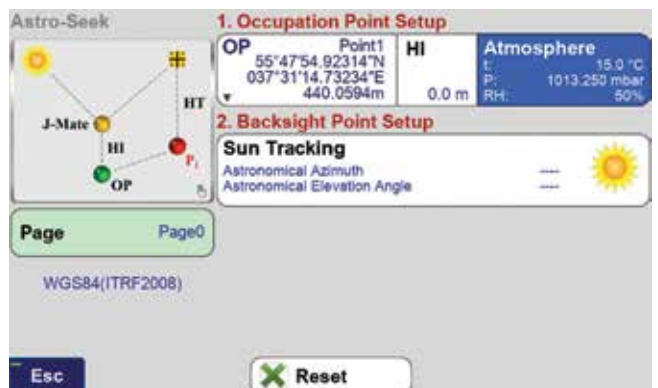 Astro-Seek
J-Mate
HI
HT
OP
P1
Page Page0
WGS84(ITRF2008)
Esc
1. Occupation Point Setup
OP Point1
55°47'54.92314"N
037°31'14.73234"E
440.0594m
HI
0.0 m
Atmosphere
t: 15.0 °C
P: 1013.250 mbar
RH: 50%
2. Backsight Point Setup
Sun Tracking
Astronomical Azimuth ----
Astronomical Elevation Angle ----
Reset